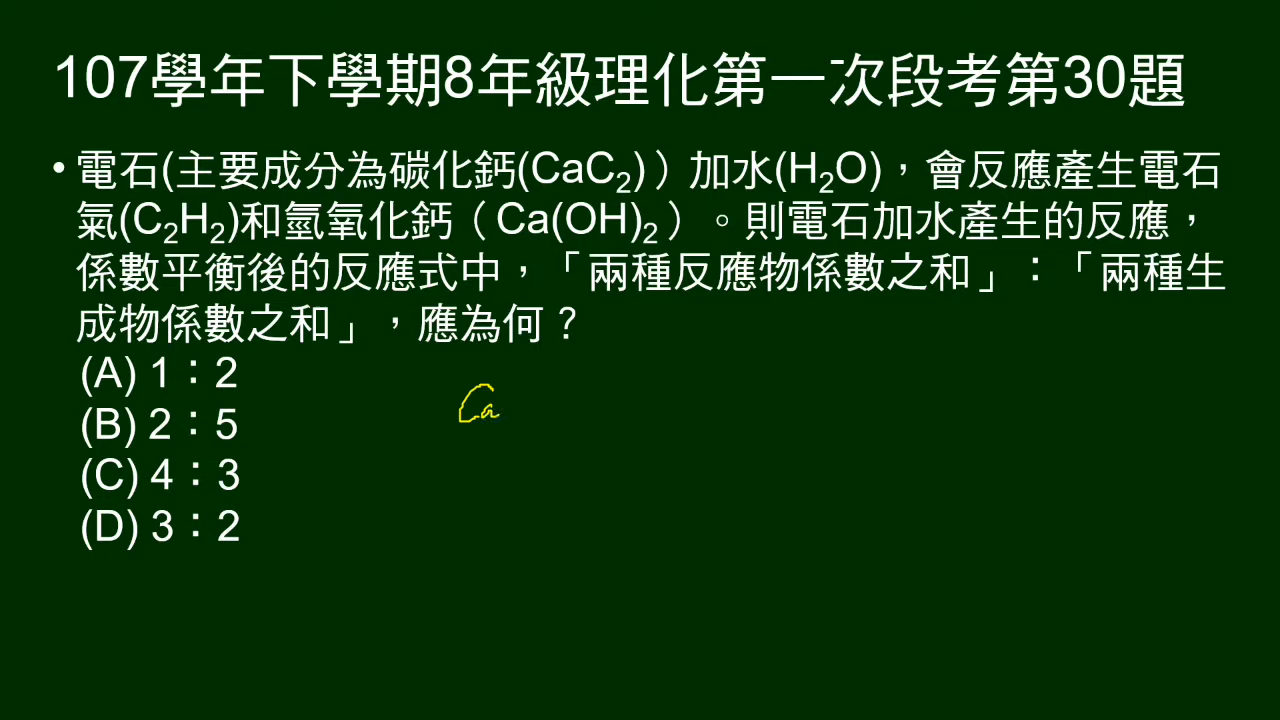 107學年下學期8年級理化第一次段考第30題
• 電石(主要成分為碳化鈣(CaC₂)）加水(H₂O)，會反應產生電石
氣(C₂H₂)和氫氧化鈣（Ca(OH)₂）。則電石加水產生的反應，
係數平衡後的反應式中，「兩種反應物係數之和」：「兩種生
成物係數之和」，應為何？
(A) 1：2
(B) 2：5
(C) 4：3
(D) 3：2
Ca